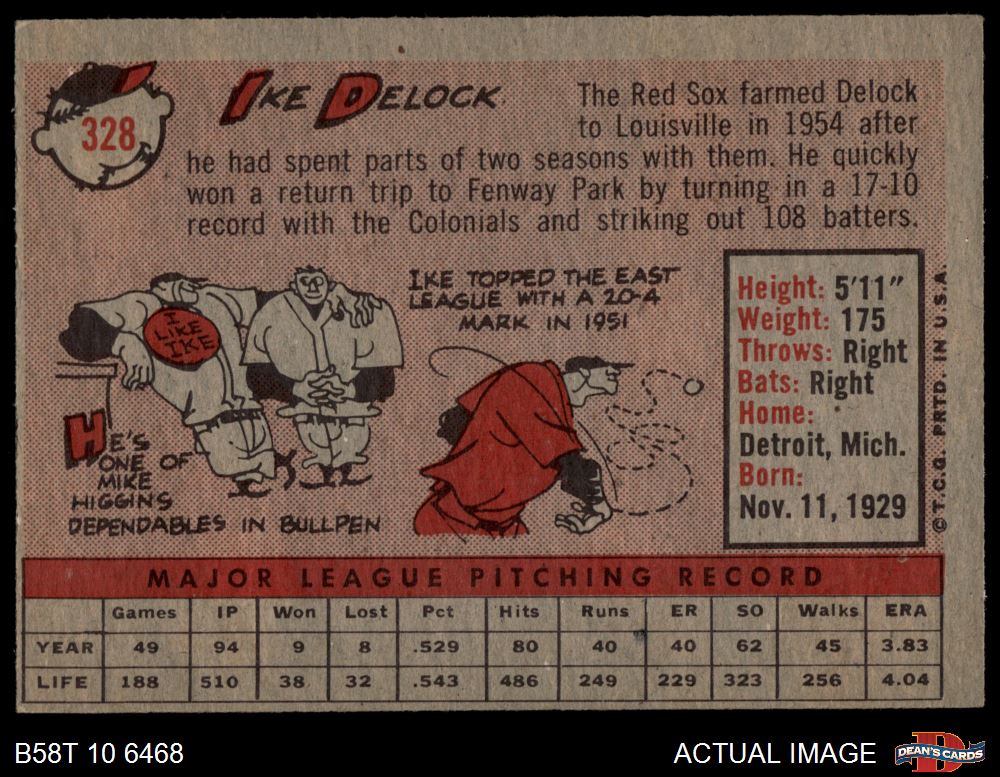 328
IKE DELOCK
The Red Sox farmed Delock
to Louisville in 1954 after
he had spent parts of two seasons with them. He quickly
won a return trip to Fenway Park by turning in a 17-10
record with the Colonials and striking out 108 batters.
I
LIKE
IKE
HE'S
ONE OF
MIKE
HIGGINS
DEPENDABLES IN BULLPEN
IKE TOPPED THE EAST
LEAGUE WITH A 20-4
MARK IN 1951
Height: 5'11"
Weight: 175
Throws: Right
Bats: Right
Home:
Detroit, Mich.
Born:
Nov. 11, 1929
© T.C.G. PRTD. IN U.S.A.
MAJOR LEAGUE PITCHING RECORD
Games IP Won Lost Pct Hits Runs ER SO Walks ERA
YEAR 49 94 9 8 .529 80 40 40 62 45 3.83
LIFE 188 510 38 32 .543 486 249 229 323 256 4.04
B58T 10 6468
ACTUAL IMAGE
DEAN'S CARDS